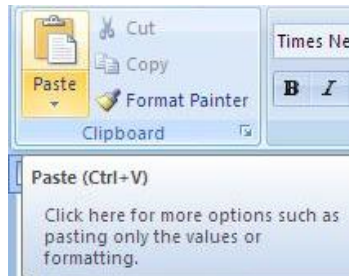 Cut
Times Ne
Copy
Paste
B I
Format Painter
Clipboard
Paste (Ctrl+V)
Click here for more options such as
pasting only the values or
formatting.